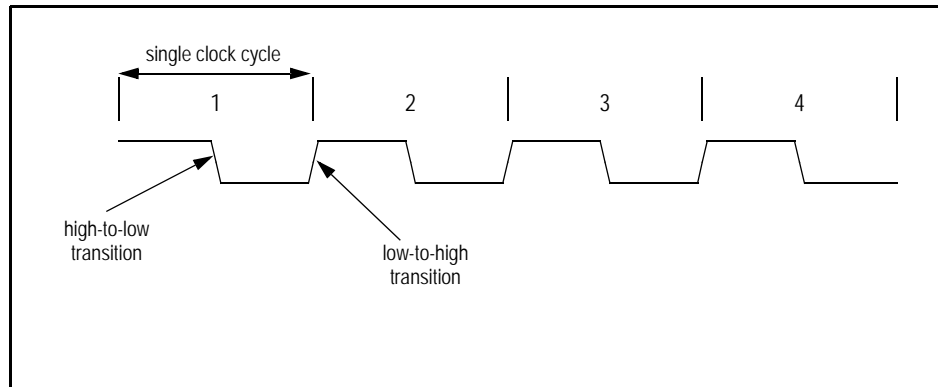 single clock cycle
1 2 3 4
high-to-low
transition
low-to-high
transition